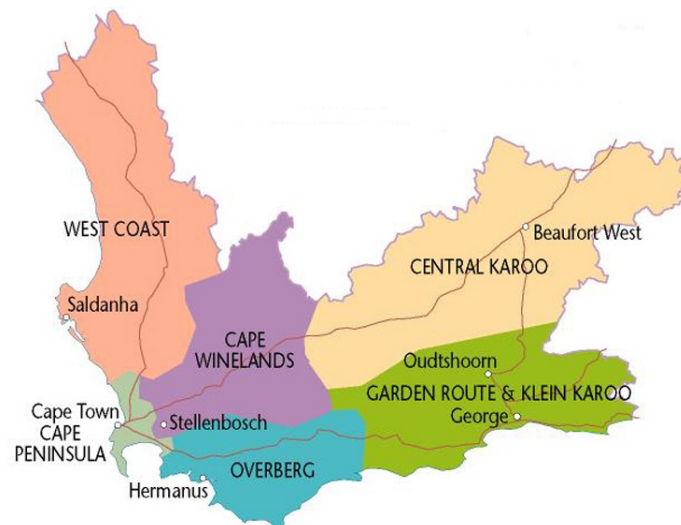 WEST COAST
Beaufort West
CENTRAL KAROO
Saldanha
CAPE
WINELANDS
Oudtshoorn
GARDEN ROUTE & KLEIN KAROO
Cape Town
George
Stellenbosch
CAPE
PENINSULA
OVERBERG
Hermanus